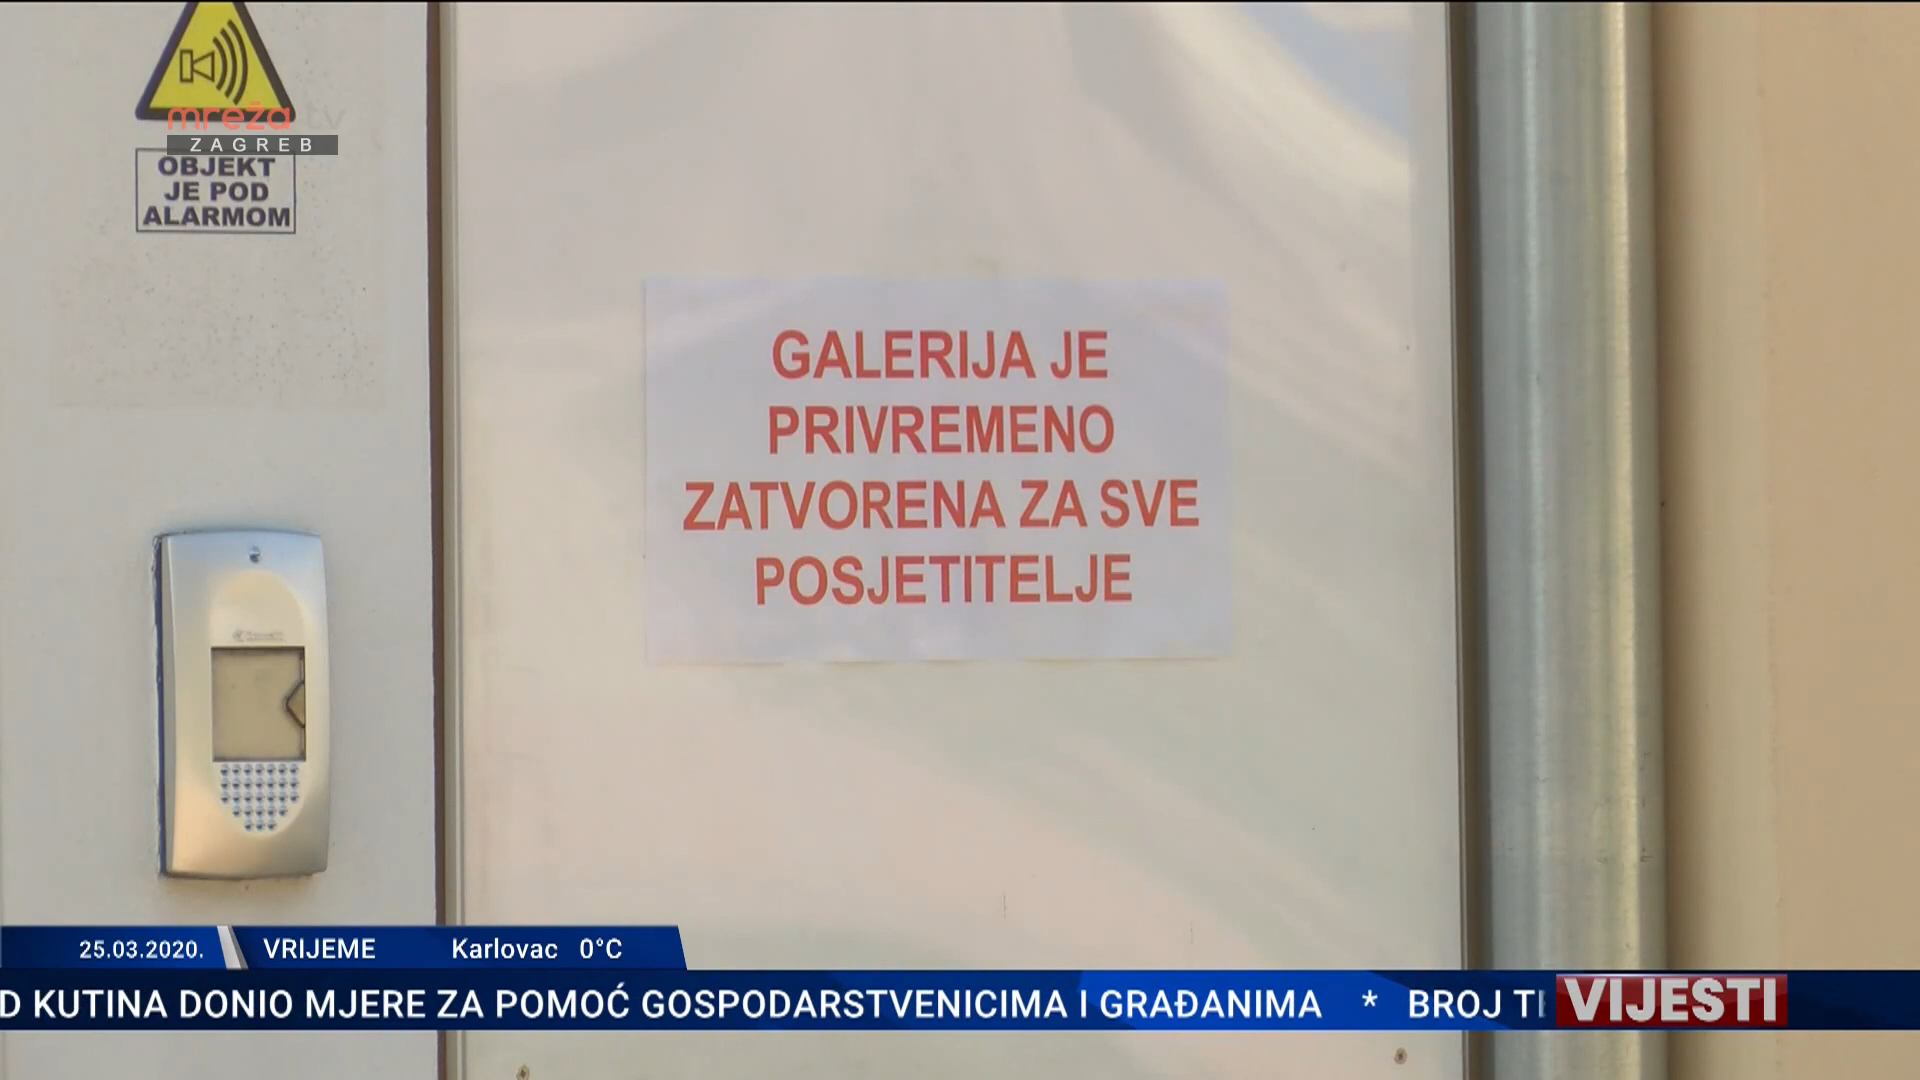 mreža tv
ZAGREB
OBJEKT
JE POD
ALARMOM
GALERIJA JE
PRIVREMENO
ZATVORENA ZA SVE
POSJETITELJE
25.03.2020. VRIJEME Karlovac 0°C
D KUTINA DONIO MJERE ZA POMOĆ GOSPODARSTVENICIMA I GRAĐANIMA * BROJ
VIJESTI